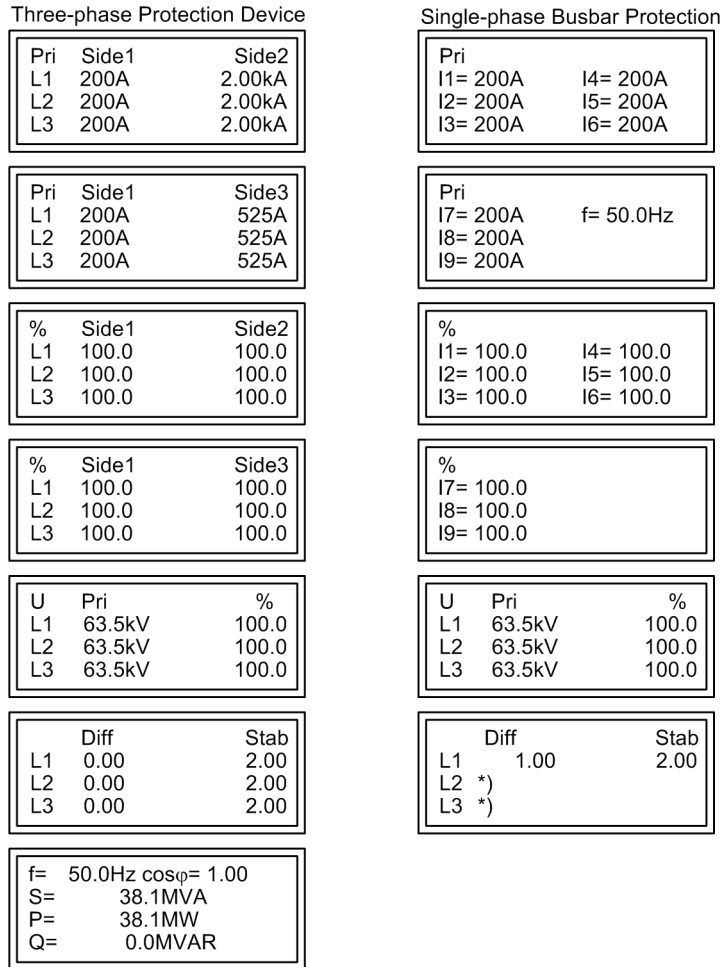 Three-phase Protection Device
Pri Side1 Side2
L1 200A 2.00kA
L2 200A 2.00kA
L3 200A 2.00kA
Pri Side1 Side3
L1 200A 525A
L2 200A 525A
L3 200A 525A
% Side1 Side2
L1 100.0 100.0
L2 100.0 100.0
L3 100.0 100.0
% Side1 Side3
L1 100.0 100.0
L2 100.0 100.0
L3 100.0 100.0
U Pri %
L1 63.5kV 100.0
L2 63.5kV 100.0
L3 63.5kV 100.0
Diff Stab
L1 0.00 2.00
L2 0.00 2.00
L3 0.00 2.00
f= 50.0Hz cosφ= 1.00
S= 38.1MVA
P= 38.1MW
Q= 0.0MVAR
Single-phase Busbar Protection
Pri
I1= 200A I4= 200A
I2= 200A I5= 200A
I3= 200A I6= 200A
Pri
I7= 200A f= 50.0Hz
I8= 200A
I9= 200A
%
I1= 100.0 I4= 100.0
I2= 100.0 I5= 100.0
I3= 100.0 I6= 100.0
%
I7= 100.0
I8= 100.0
I9= 100.0
U Pri %
L1 63.5kV 100.0
L2 63.5kV 100.0
L3 63.5kV 100.0
Diff Stab
L1 1.00 2.00
L2 *)
L3 *)